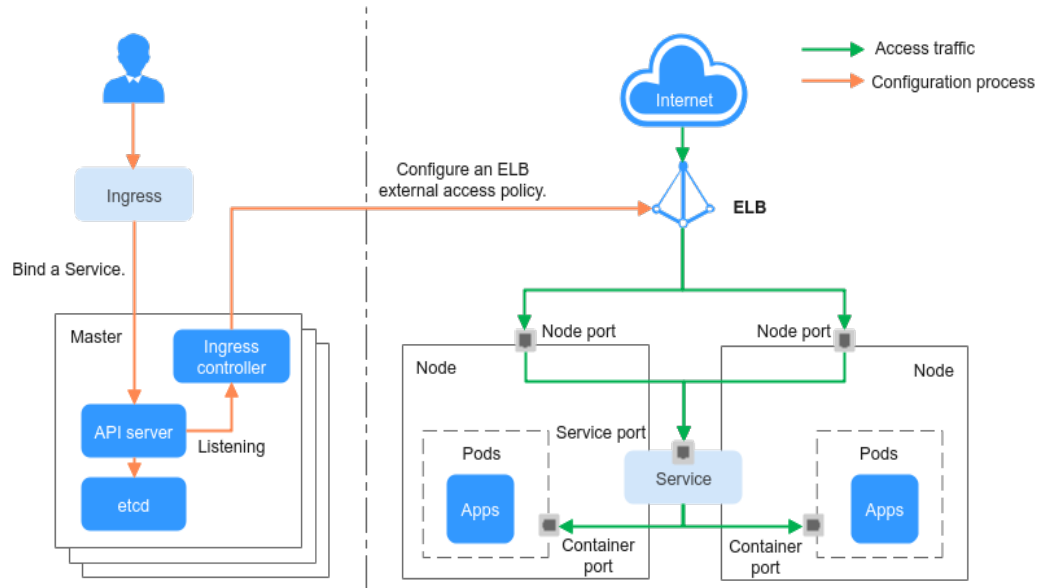 Access traffic
Internet
Configuration process
Configure an ELB
external access policy.
Ingress
ELB
Bind a Service.
Master
Node port
Node port
Ingress
controller
Node
Node
API server
Listening
Service port
Pods
Pods
Service
etcd
Apps
Apps
Container
port
Container
port